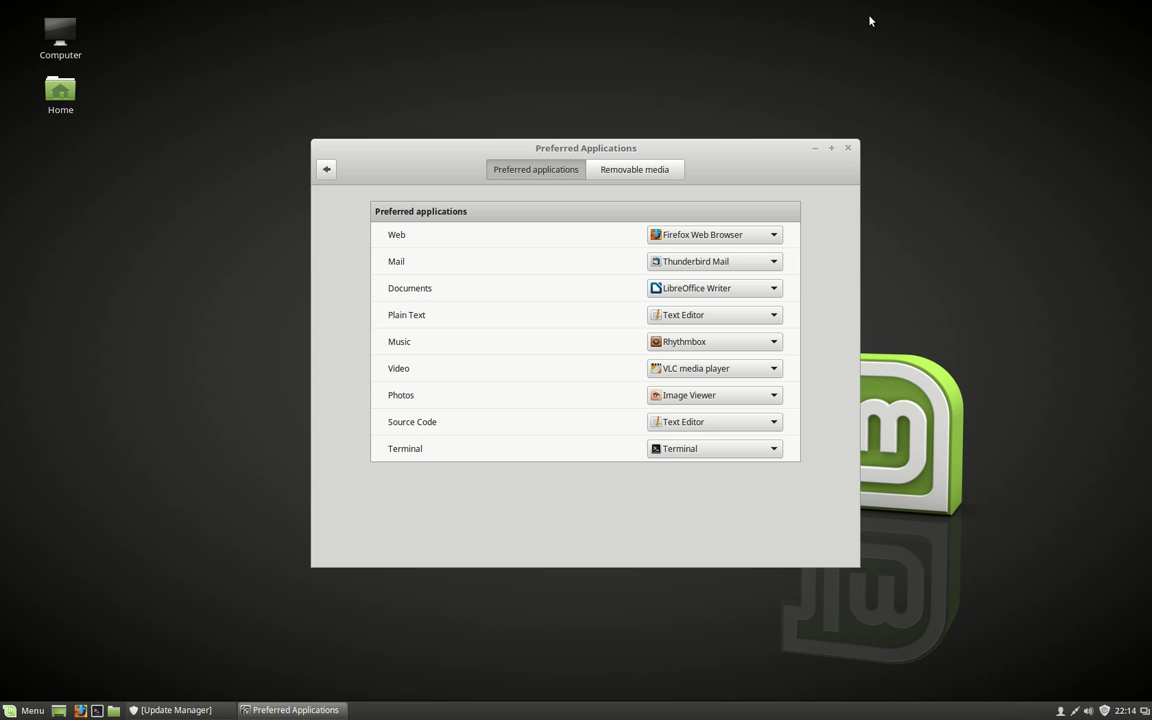 Computer
Home
Preferred Applications
Preferred applications Removable media
Preferred applications
Web Firefox Web Browser
Mail Thunderbird Mail
Documents LibreOffice Writer
Plain Text Text Editor
Music Rhythmbox
Video VLC media player
Photos Image Viewer
Source Code Text Editor
Terminal Terminal
Menu [Update Manager] Preferred Applications 22:14